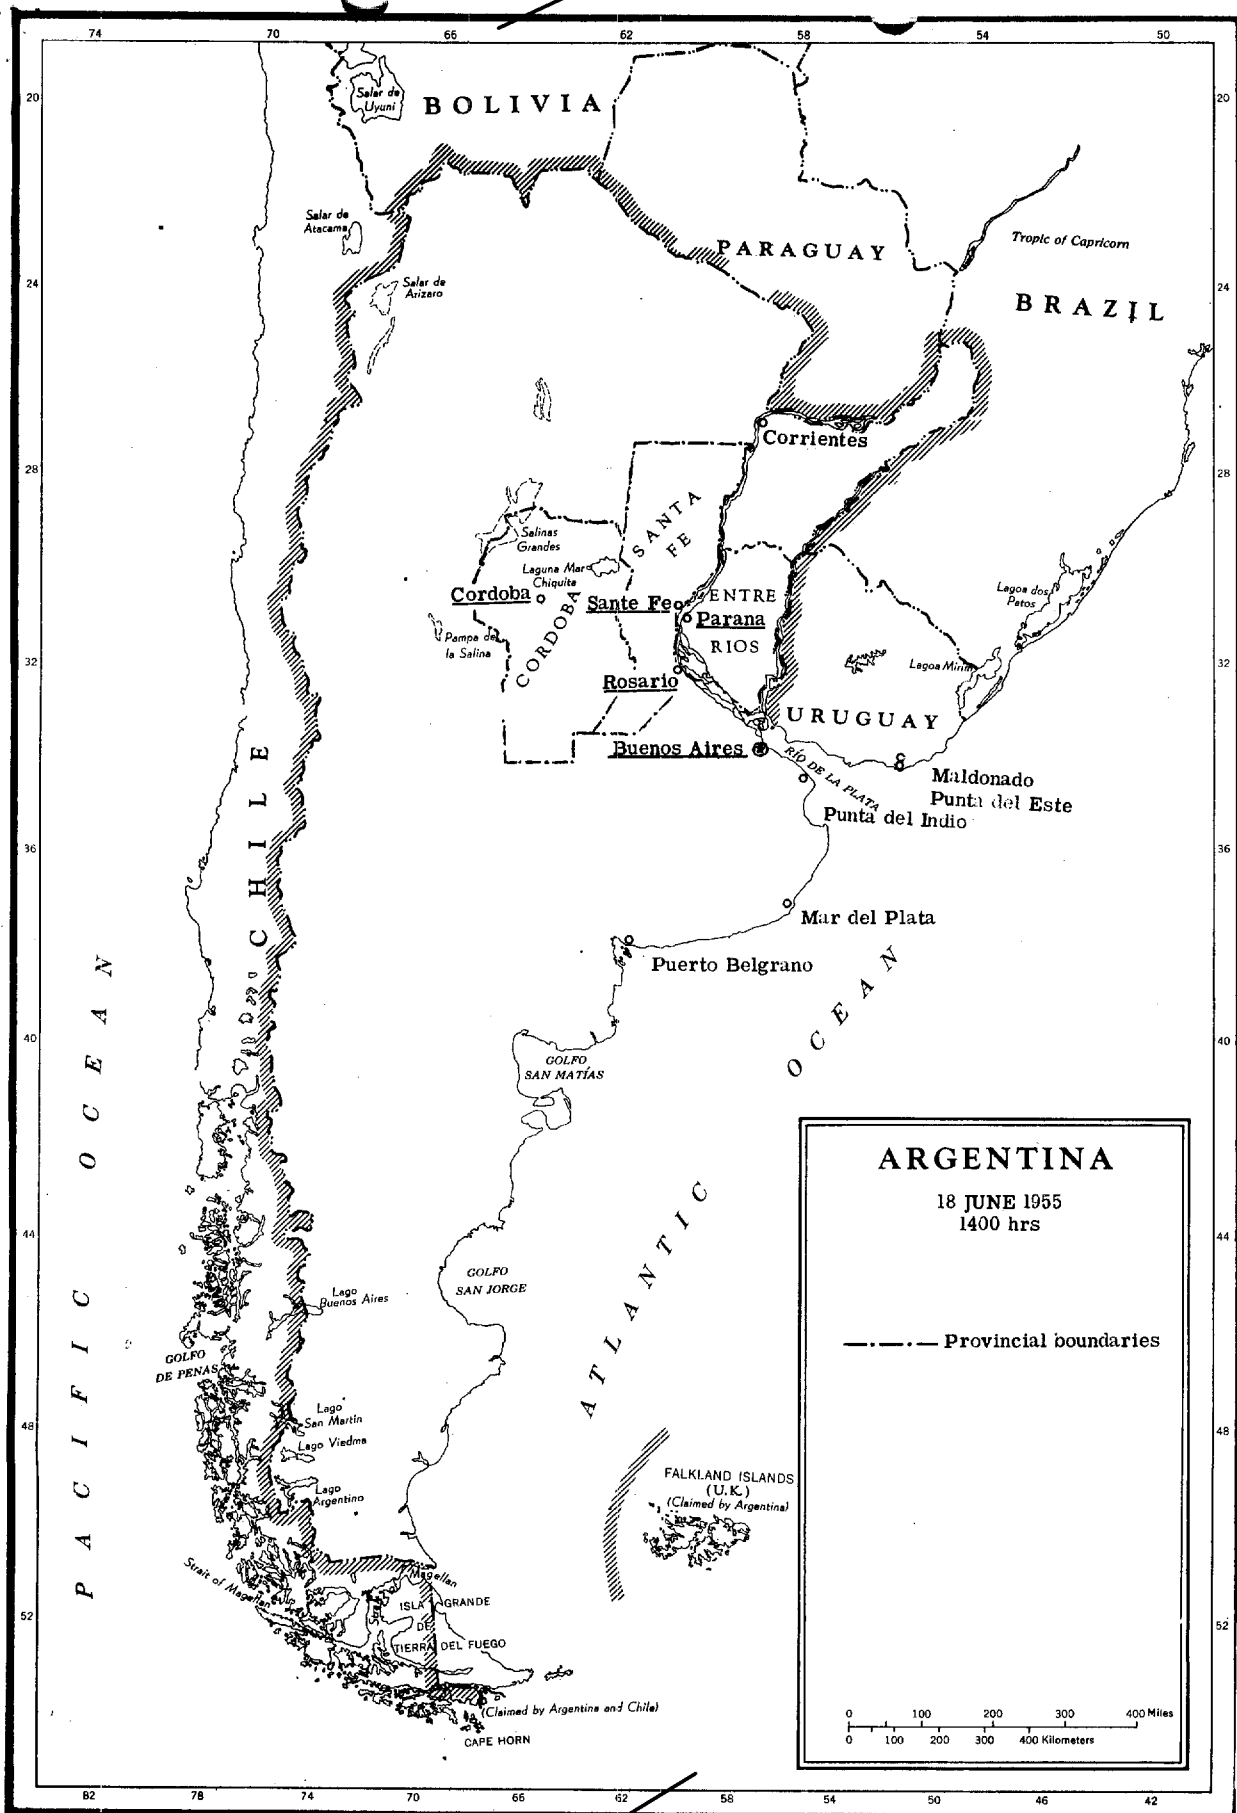 74 70 66 62 58 54 50
20 20
Salar de
Uyuni
BOLIVIA
Salar de
Atacama
PARAGUAY
Tropic of Capricorn
24 24
Salar de
Arizaro
BRAZIL
Corrientes
28 28
SANTA
FE
Salinas
Grandes
Laguna Mar
Chiquita
Lagoa dos
Patos
Cordoba
CORDOBA
Sante Fe
ENTRE
RIOS
Parana
Pampa de
la Salina
32 32
Lagoa Mirim
Rosario
URUGUAY
Buenos Aires
RÍO DE LA PLATA
Maldonado
Punta del Este
Punta del Indio
CHILE
36 36
Mar del Plata
Puerto Belgrano
PACIFIC OCEAN
ATLANTIC OCEAN
40 40
GOLFO
SAN MATÍAS
ARGENTINA
18 JUNE 1955
1400 hrs
Provincial boundaries
44 44
GOLFO
SAN JORGE
Lago
Buenos Aires
GOLFO
DE PENAS
48 48
Lago
San Martín
Lago Viedma
Lago
Argentino
FALKLAND ISLANDS
(U.K.)
(Claimed by Argentina)
Strait of Magellan
Magellan
52 52
ISLA GRANDE
DE
TIERRA DEL FUEGO
(Claimed by Argentina and Chile)
CAPE HORN
0 100 200 300 400 Miles
0 100 200 300 400 Kilometers
82 78 74 70 66 62 58 54 50 46 42